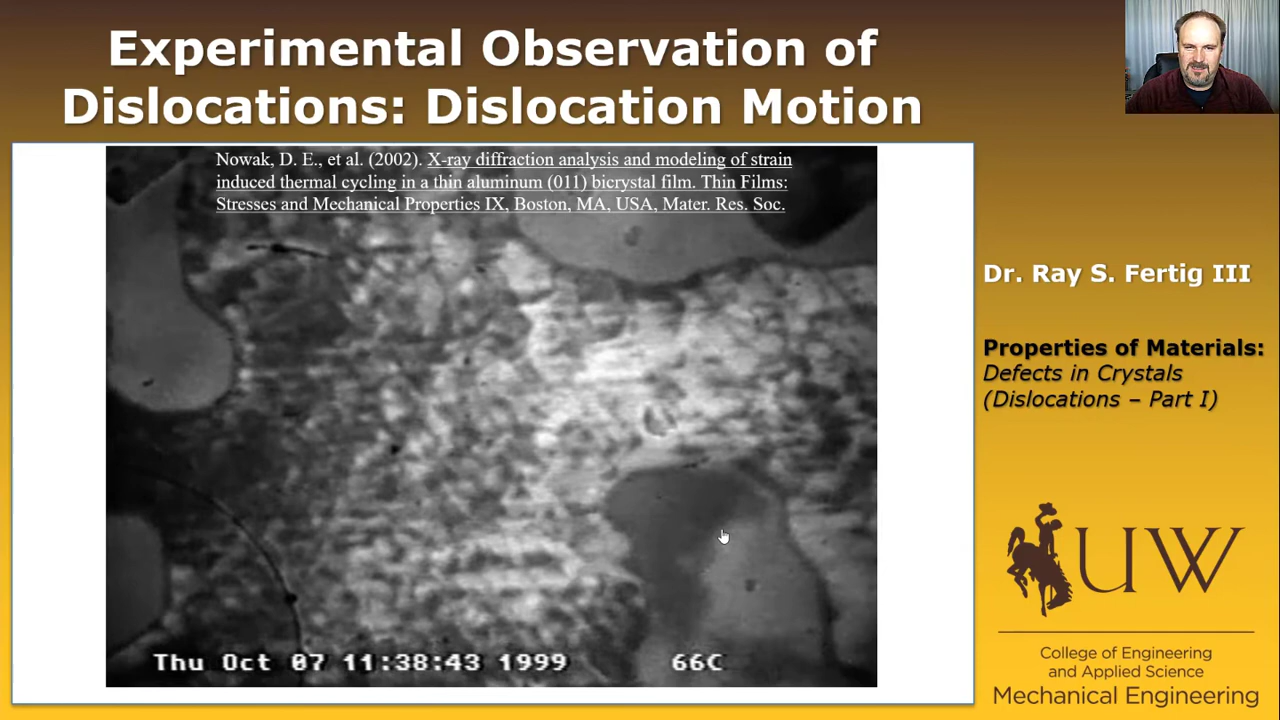 Experimental Observation of
Dislocations: Dislocation Motion
Nowak, D. E., et al. (2002). X-ray diffraction analysis and modeling of strain
induced thermal cycling in a thin aluminum (011) bicrystal film. Thin Films:
Stresses and Mechanical Properties IX, Boston, MA, USA, Mater. Res. Soc.
Thu Oct 07 11:38:43 1999 66C
Dr. Ray S. Fertig III
Properties of Materials:
Defects in Crystals
(Dislocations – Part I)
UW
College of Engineering
and Applied Science
Mechanical Engineering